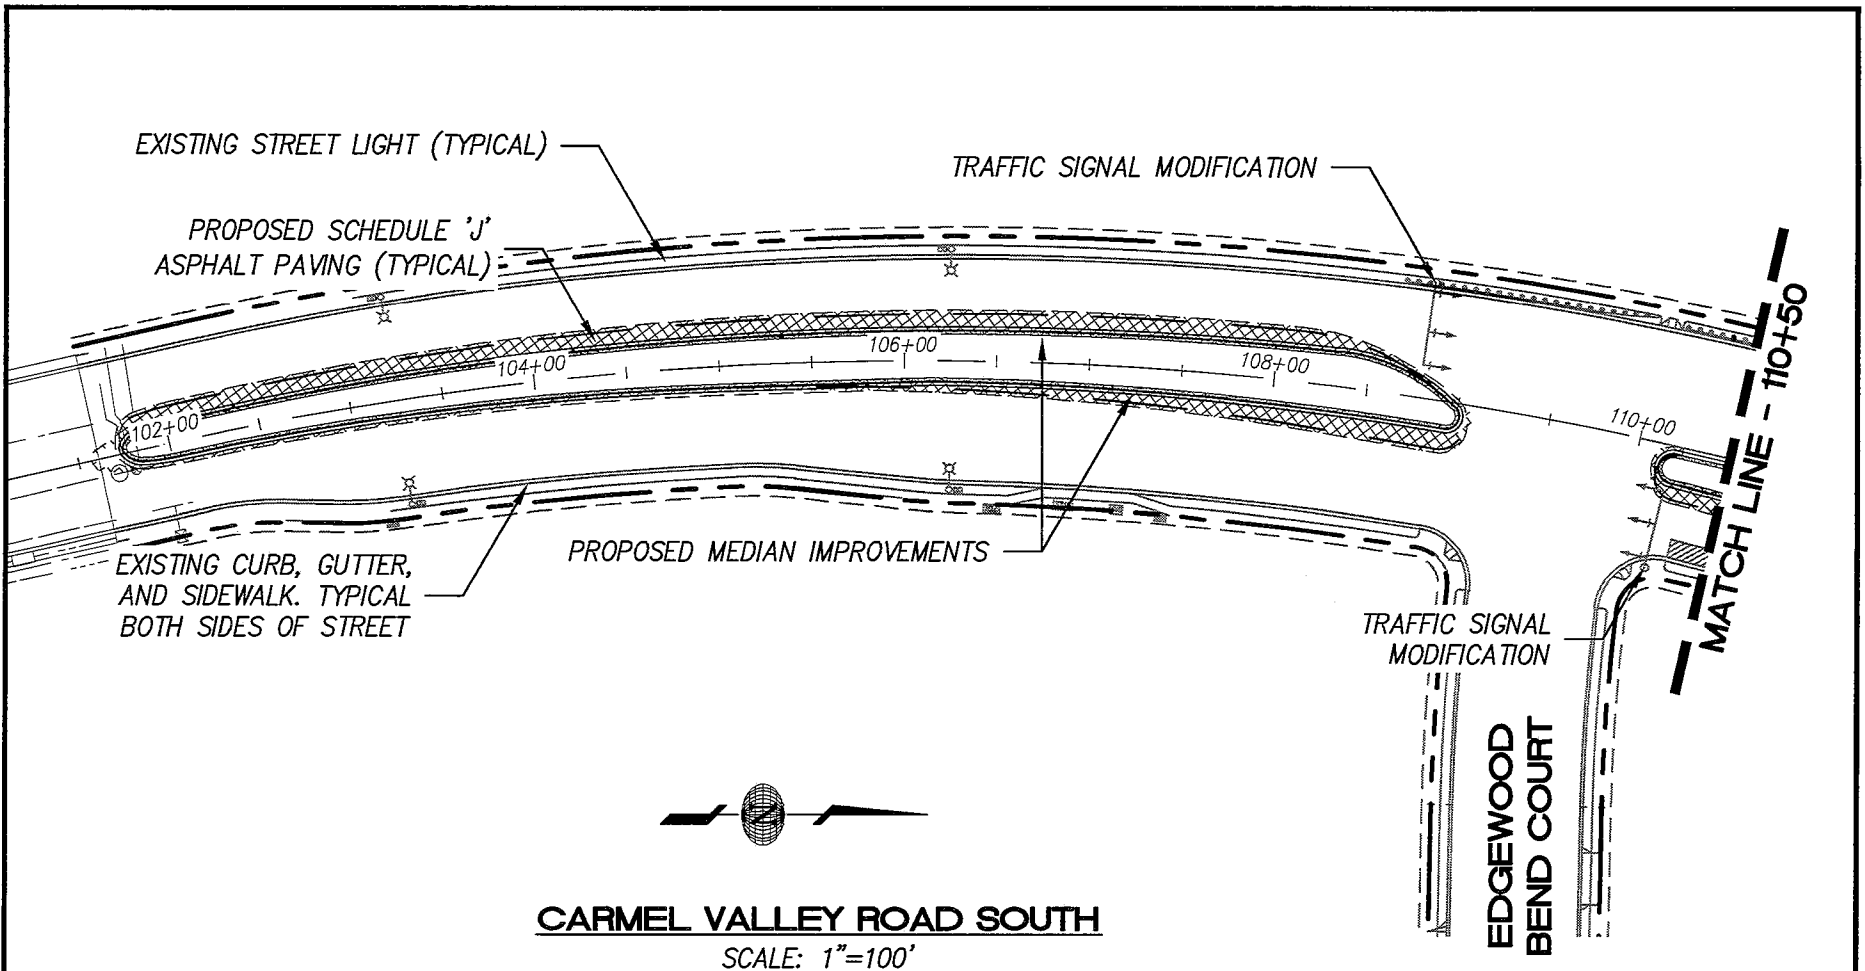 EXISTING STREET LIGHT (TYPICAL)
TRAFFIC SIGNAL MODIFICATION
PROPOSED SCHEDULE 'J'
ASPHALT PAVING (TYPICAL)
102+00
104+00
106+00
108+00
110+00
MATCH LINE - 110+50
EXISTING CURB, GUTTER,
AND SIDEWALK. TYPICAL
BOTH SIDES OF STREET
PROPOSED MEDIAN IMPROVEMENTS
TRAFFIC SIGNAL
MODIFICATION
EDGEWOOD
BEND COURT
CARMEL VALLEY ROAD SOUTH
SCALE: 1"=100'